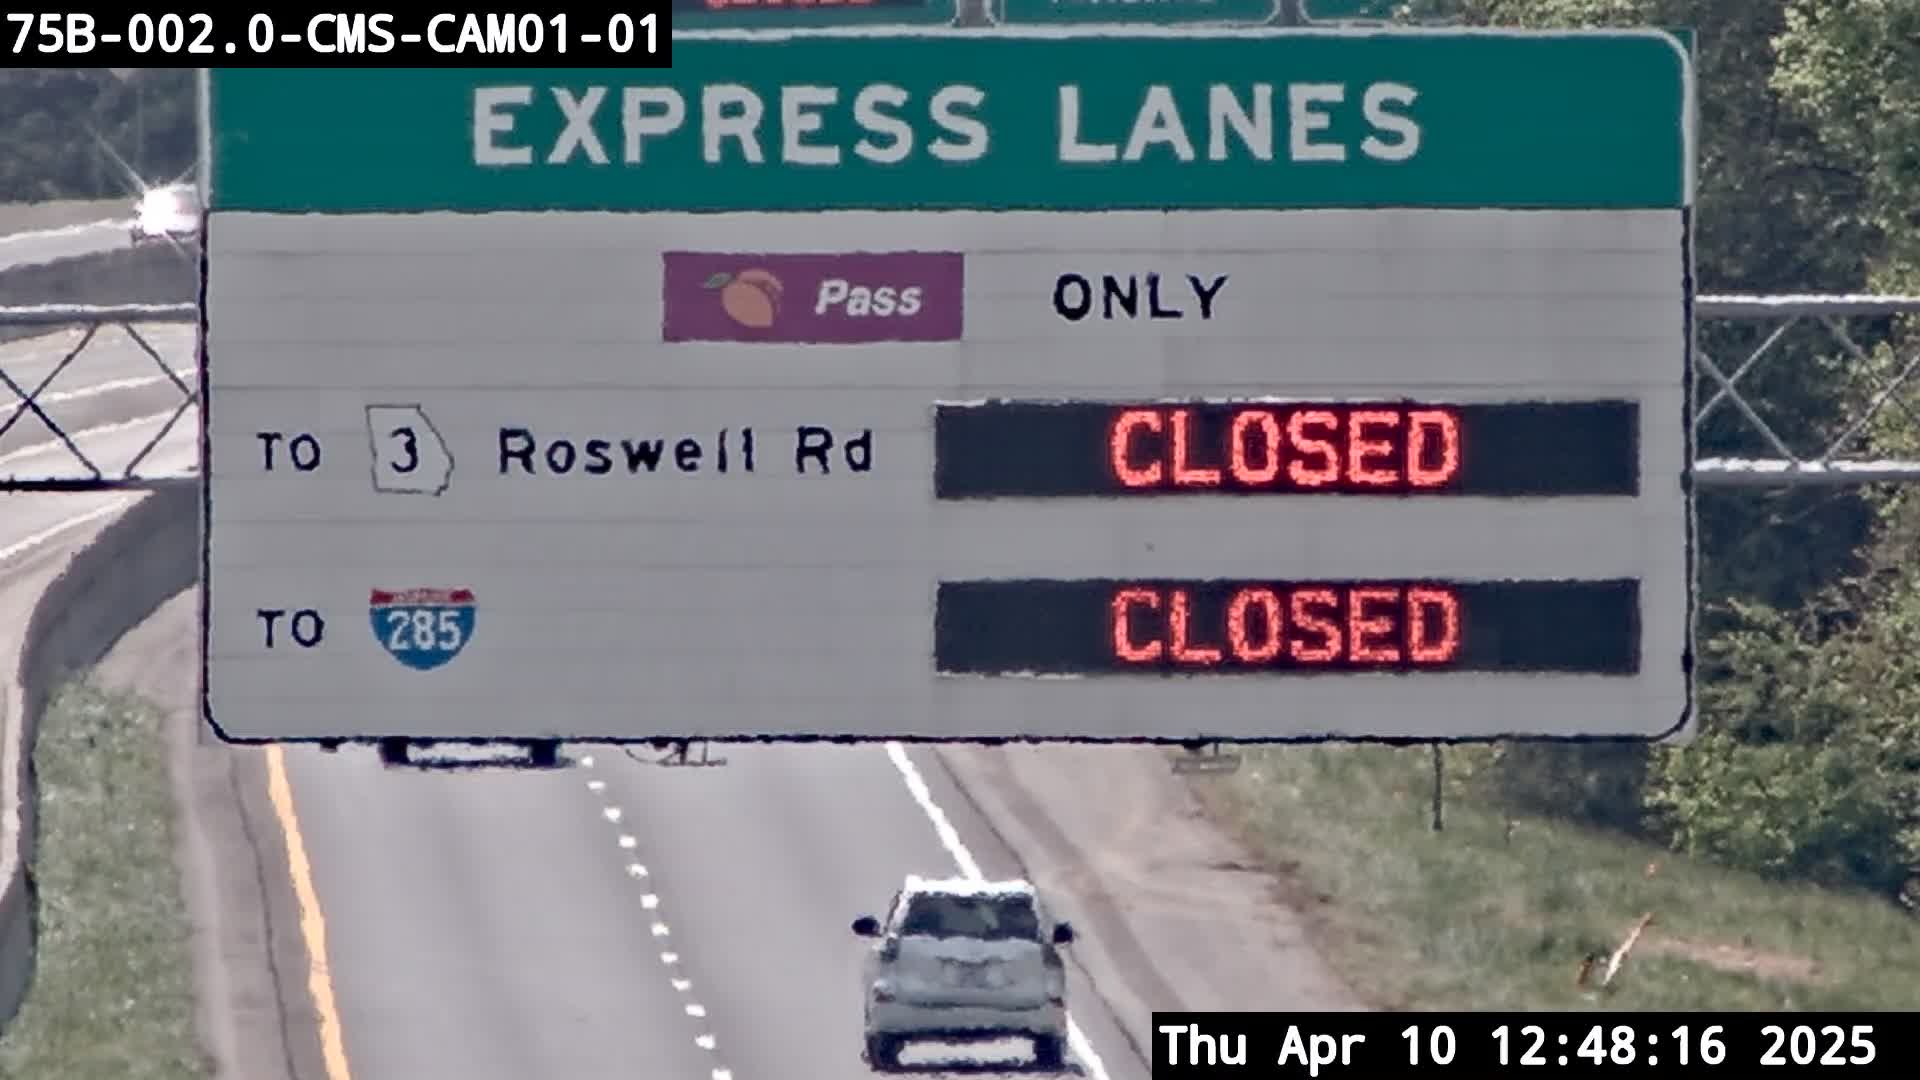 75B-002.0-CMS-CAM01-01
EXPRESS LANES
Pass ONLY
TO 3 Roswell Rd CLOSED
TO 285 CLOSED
Thu Apr 10 12:48:16 2025